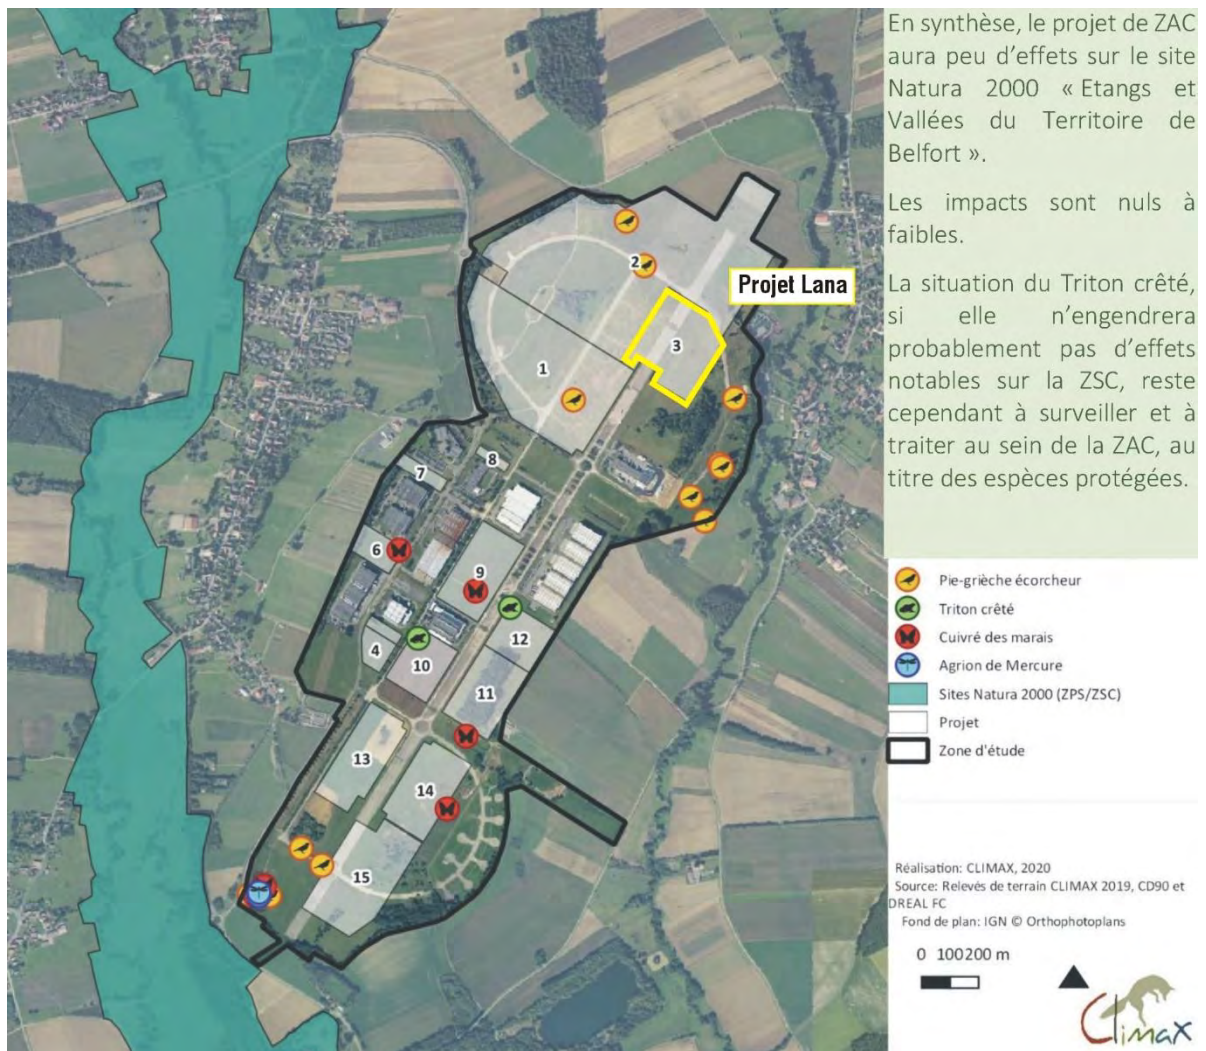 En synthèse, le projet de ZAC
aura peu d'effets sur le site
Natura 2000 « Etangs et
Vallées du Territoire de
Belfort ».
Les impacts sont nuls à
faibles.
La situation du Triton crêté,
si elle n'engendrera
probablement pas d'effets
notables sur la ZSC, reste
cependant à surveiller et à
traiter au sein de la ZAC, au
titre des espèces protégées.
Projet Lana
2
3
1
8
7
6
9
12
4
10
11
13
14
15
Pie-grièche écorcheur
Triton crêté
Cuivré des marais
Agrion de Mercure
Sites Natura 2000 (ZPS/ZSC)
Projet
Zone d'étude
Réalisation: CLIMAX, 2020
Source: Relevés de terrain CLIMAX 2019, CD90 et
DREAL FC
Fond de plan: IGN © Orthophotoplans
0 100200 m
Climax